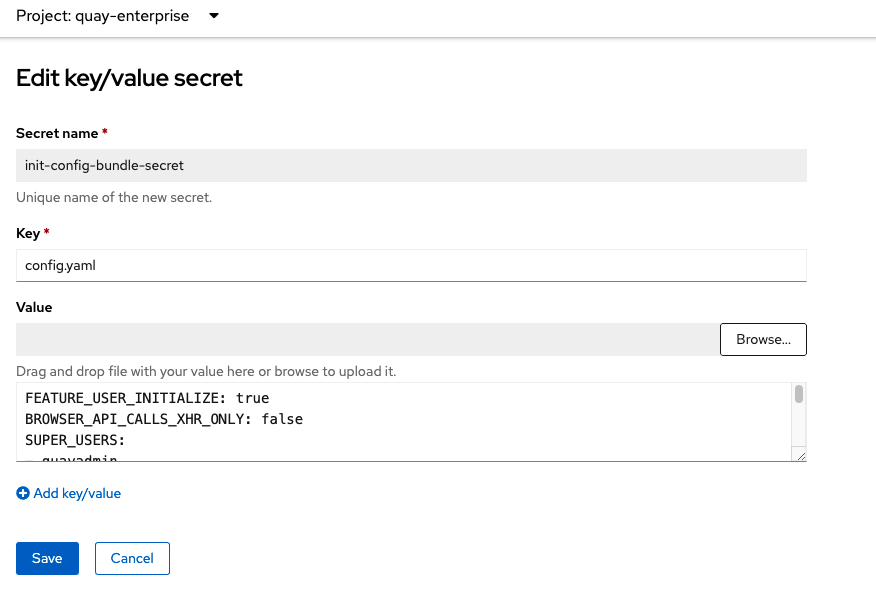 Project: quay-enterprise
Edit key/value secret
Secret name *
init-config-bundle-secret
Unique name of the new secret.
Key *
config.yaml
Value
Browse...
Drag and drop file with your value here or browse to upload it.
FEATURE_USER_INITIALIZE: true
BROWSER_API_CALLS_XHR_ONLY: false
SUPER_USERS:
- quayadmin
Add key/value
Save Cancel